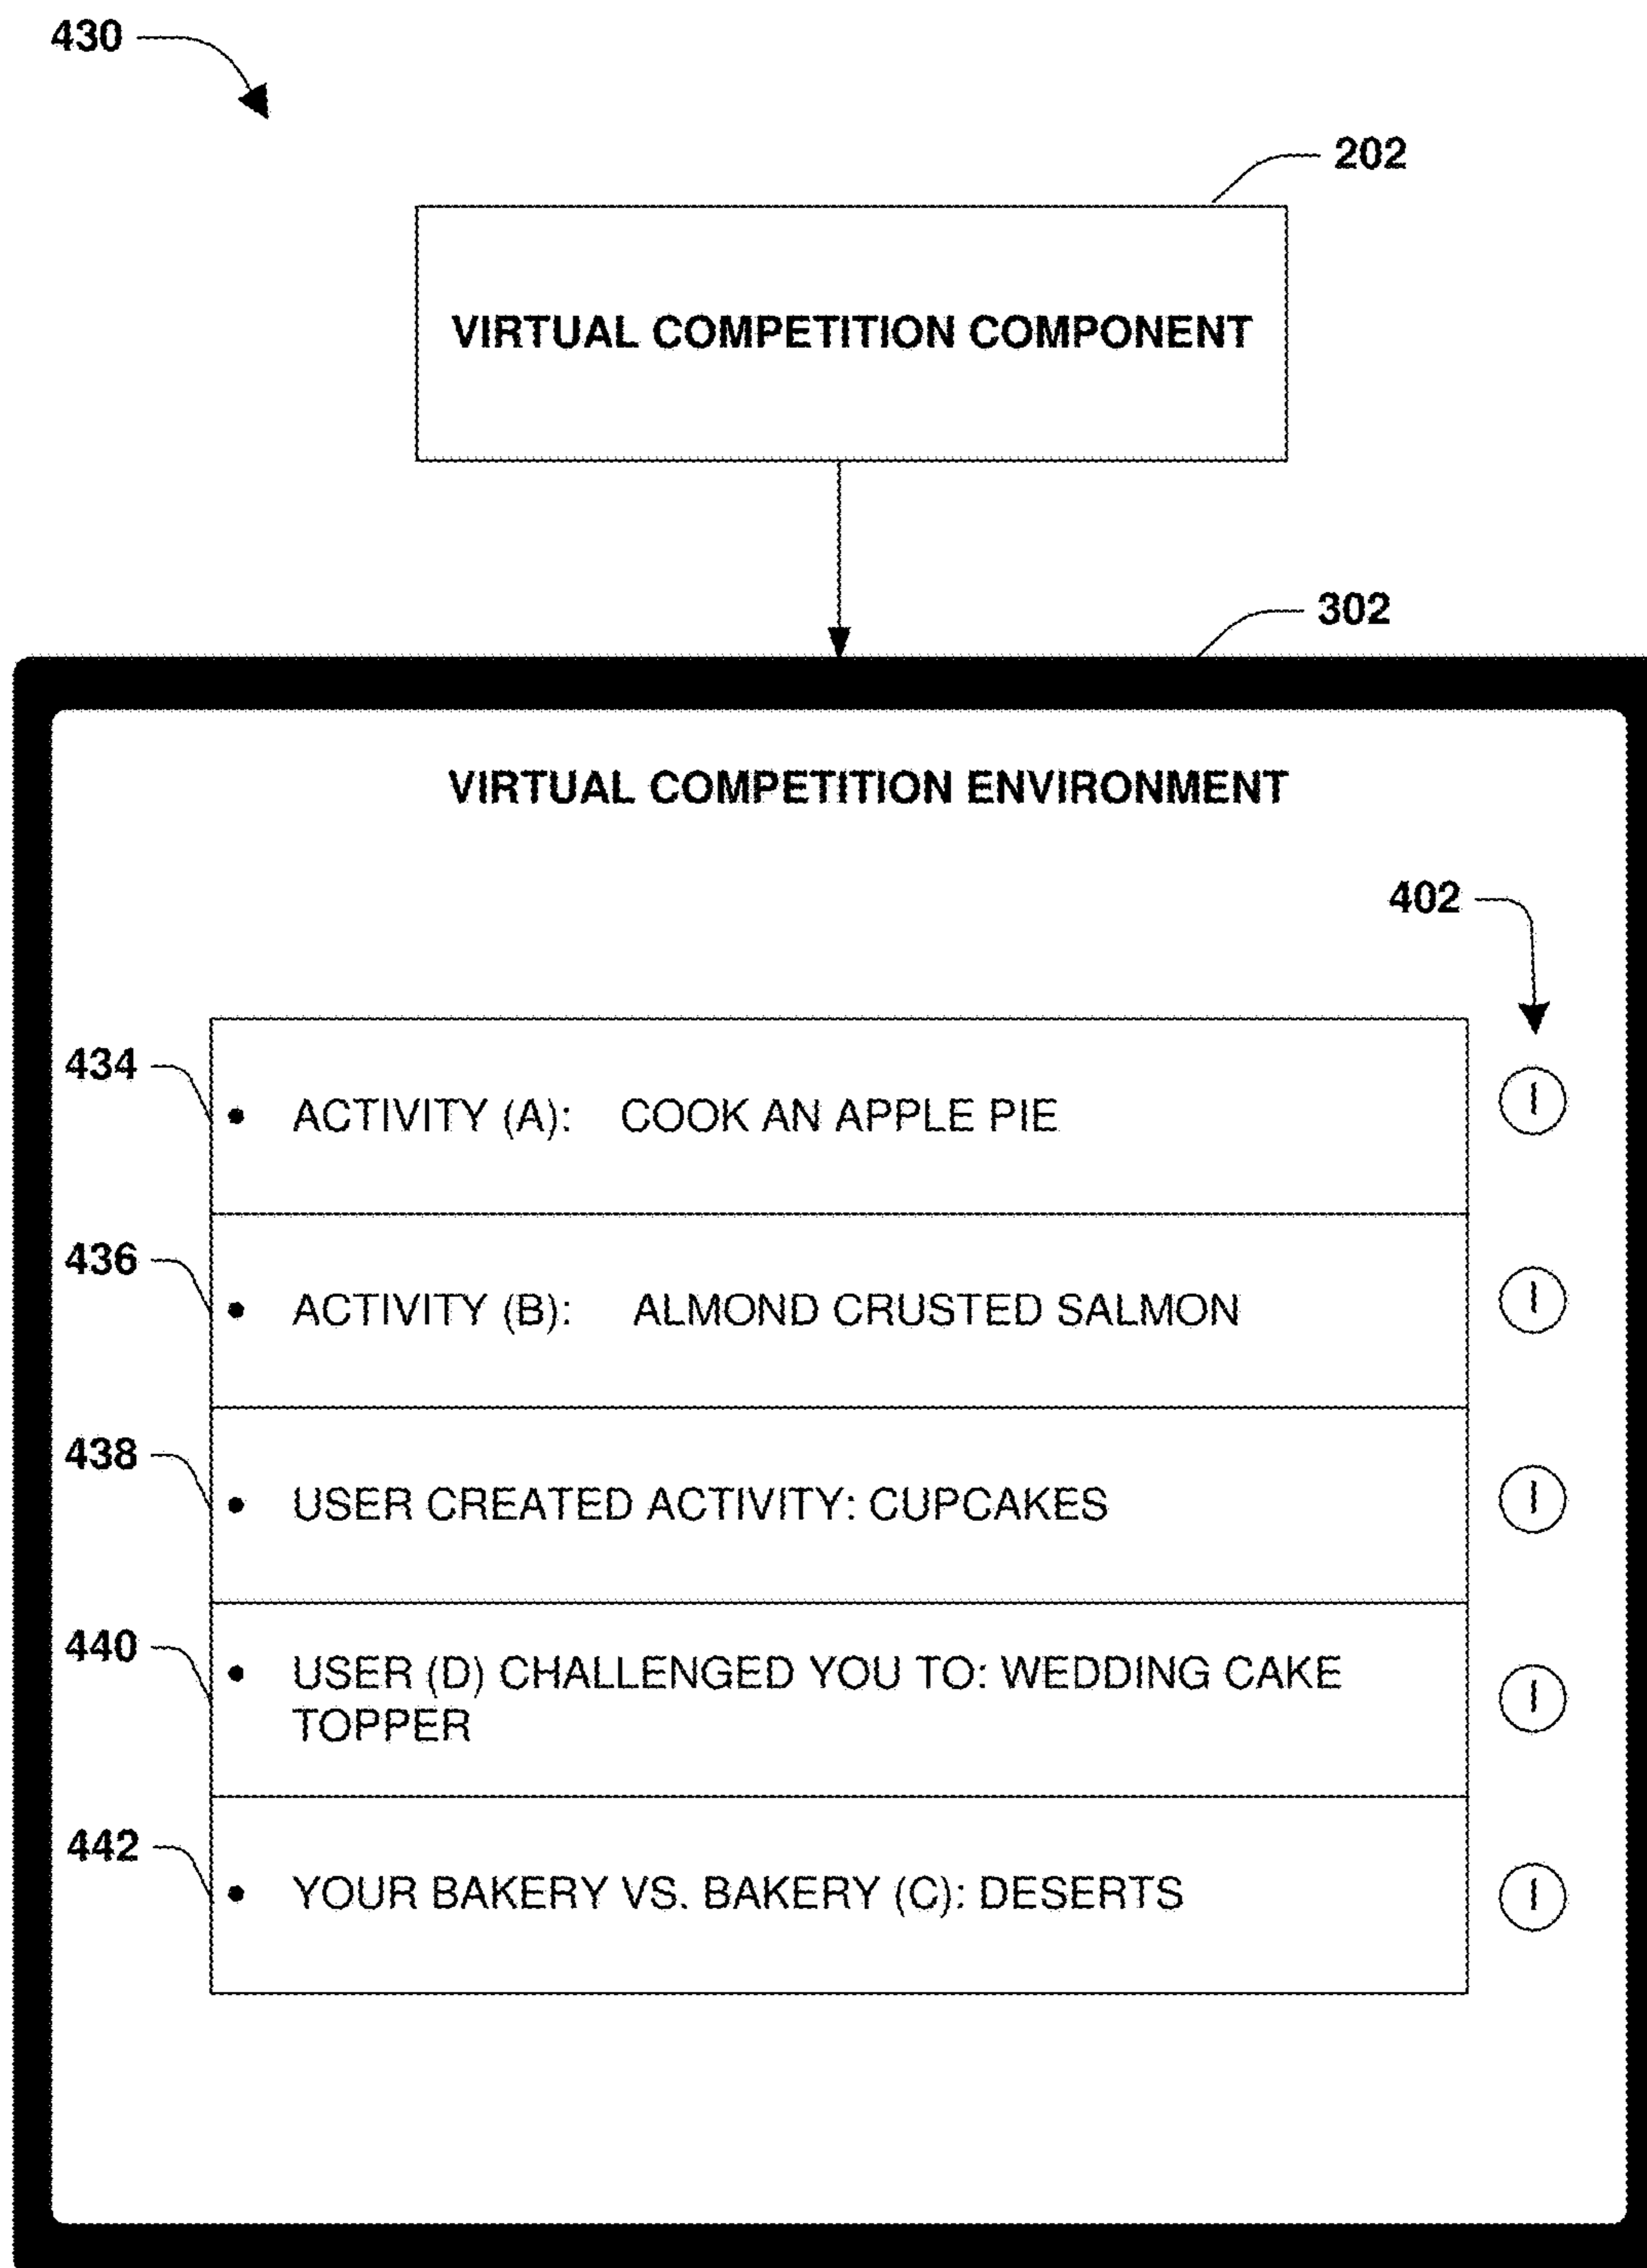 430
202
VIRTUAL COMPETITION COMPONENT
302
VIRTUAL COMPETITION ENVIRONMENT
402
434
• ACTIVITY (A): COOK AN APPLE PIE
I
436
• ACTIVITY (B): ALMOND CRUSTED SALMON
I
438
• USER CREATED ACTIVITY: CUPCAKES
I
440
• USER (D) CHALLENGED YOU TO: WEDDING CAKE
TOPPER
I
442
• YOUR BAKERY VS. BAKERY (C): DESERTS
I